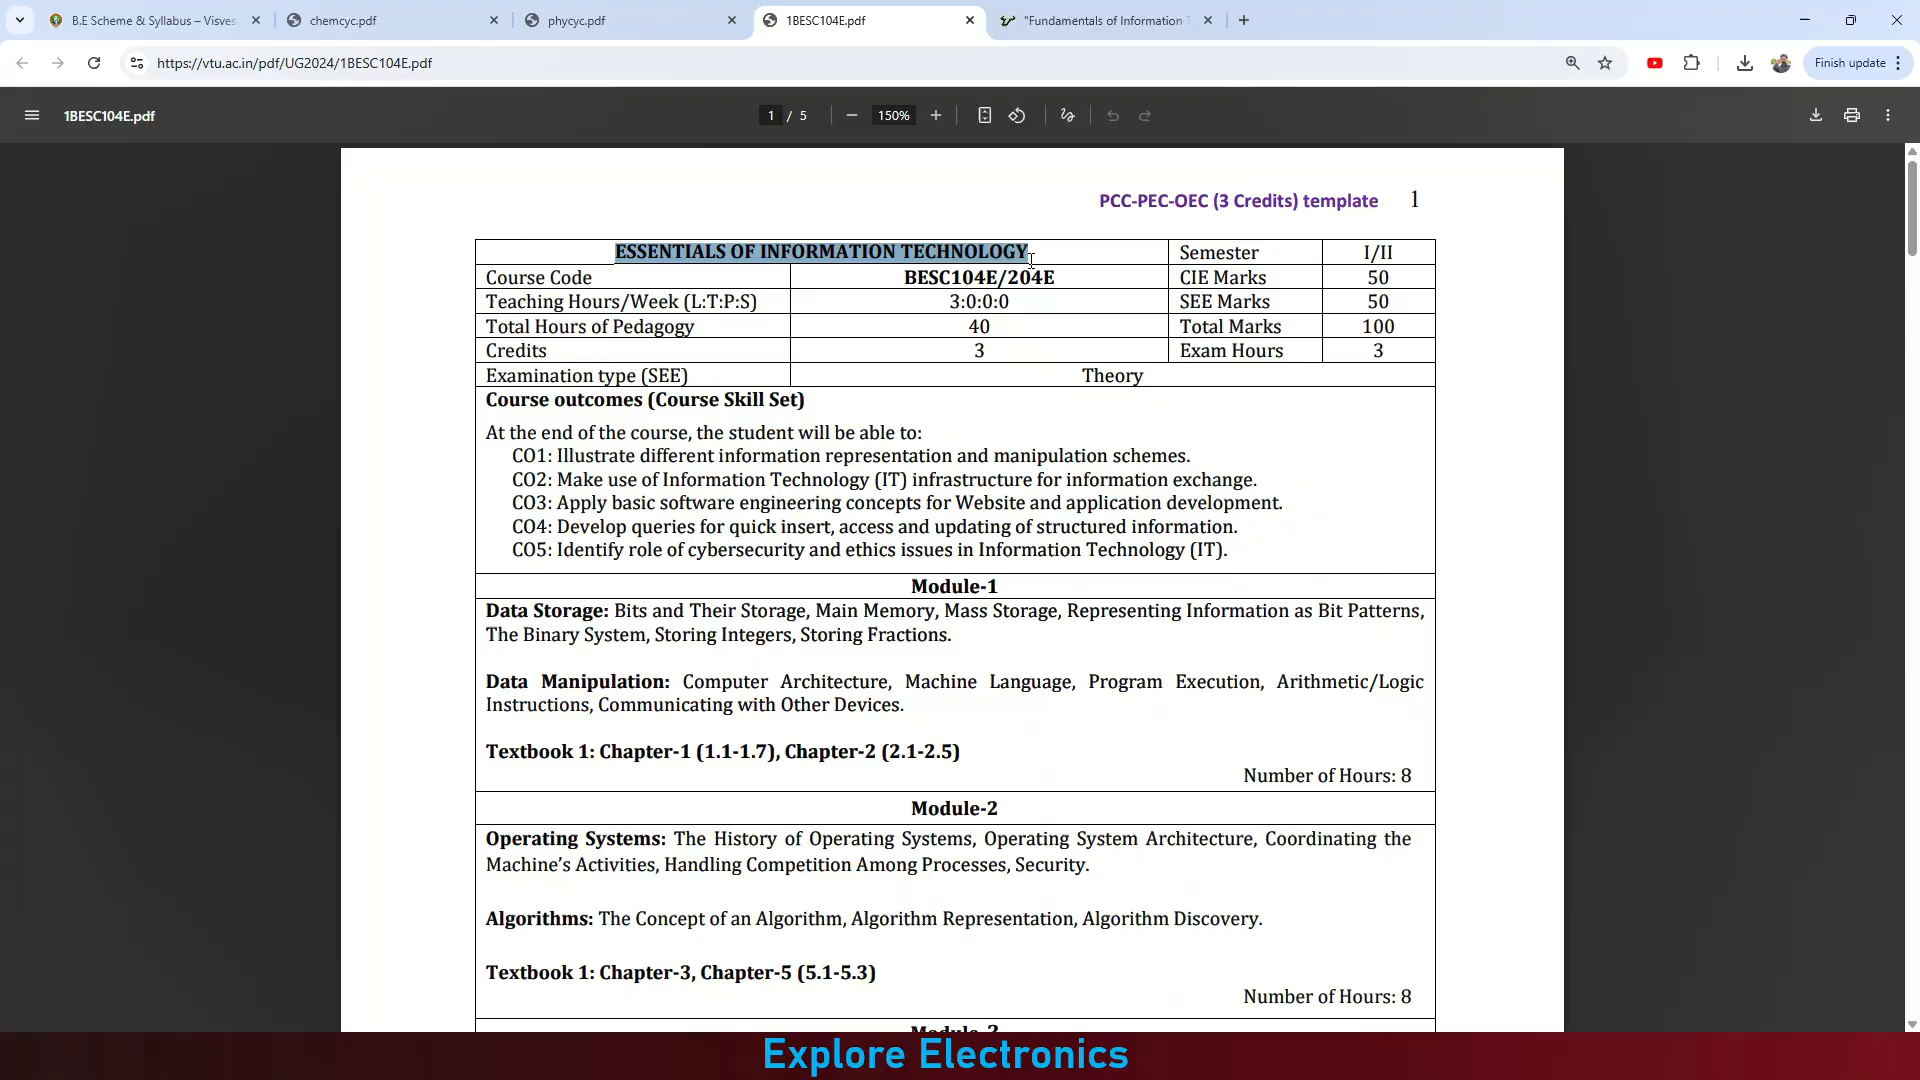 B.E Scheme & Syllabus – Visves
chemcyc.pdf
phycyc.pdf
1BESC104E.pdf
"Fundamentals of Information T
https://vtu.ac.in/pdf/UG2024/1BESC104E.pdf
Finish update
1BESC104E.pdf
1 / 5
150%
PCC-PEC-OEC (3 Credits) template 1
ESSENTIALS OF INFORMATION TECHNOLOGY Semester I/II
Course Code BESC104E/204E CIE Marks 50
Teaching Hours/Week (L:T:P:S) 3:0:0:0 SEE Marks 50
Total Hours of Pedagogy 40 Total Marks 100
Credits 3 Exam Hours 3
Examination type (SEE) Theory
Course outcomes (Course Skill Set)
At the end of the course, the student will be able to:
CO1: Illustrate different information representation and manipulation schemes.
CO2: Make use of Information Technology (IT) infrastructure for information exchange.
CO3: Apply basic software engineering concepts for Website and application development.
CO4: Develop queries for quick insert, access and updating of structured information.
CO5: Identify role of cybersecurity and ethics issues in Information Technology (IT).
Module-1
Data Storage: Bits and Their Storage, Main Memory, Mass Storage, Representing Information as Bit Patterns,
The Binary System, Storing Integers, Storing Fractions.
Data Manipulation: Computer Architecture, Machine Language, Program Execution, Arithmetic/Logic
Instructions, Communicating with Other Devices.
Textbook 1: Chapter-1 (1.1-1.7), Chapter-2 (2.1-2.5)
Number of Hours: 8
Module-2
Operating Systems: The History of Operating Systems, Operating System Architecture, Coordinating the
Machine's Activities, Handling Competition Among Processes, Security.
Algorithms: The Concept of an Algorithm, Algorithm Representation, Algorithm Discovery.
Textbook 1: Chapter-3, Chapter-5 (5.1-5.3)
Number of Hours: 8
Module-3
Explore Electronics